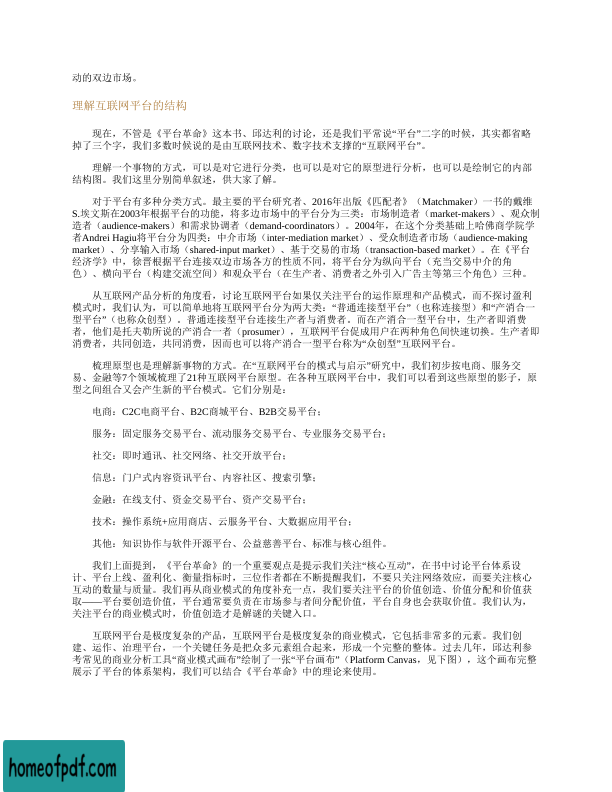 动的双边市场。
理解互联网平台的结构
现在，不管是《平台革命》这本书、邱达利的讨论，还是我们平常说“平台”二字的时候，其实都省略
掉了三个字，我们多数时候说的是由互联网技术、数字技术支撑的“互联网平台”。
理解一个事物的方式，可以是对它进行分类，也可以是对它的原型进行分析，也可以是绘制它的内部
结构图。我们这里分别简单叙述，供大家了解。
对于平台有多种分类方式。最主要的平台研究者、2016年出版《匹配者》（Matchmaker）一书的戴维
S.埃文斯在2003年根据平台的功能，将多边市场中的平台分为三类：市场制造者（market-makers）、观众制
造者（audience-makers）和需求协调者（demand-coordinators）。2004年，在这个分类基础上哈佛商学院学
者Andrei Hagiu将平台分为四类：中介市场（inter-mediation market）、受众制造者市场（audience-making
market）、分享输入市场（shared-input market）、基于交易的市场（transaction-based market）。在《平台
经济学》中，徐晋根据平台连接双边市场各方的性质不同，将平台分为纵向平台（充当交易中介的角
色）、横向平台（构建交流空间）和观众平台（在生产者、消费者之外引入广告主等第三个角色）三种。
从互联网产品分析的角度看，讨论互联网平台如果仅关注平台的运作原理和产品模式，而不探讨盈利
模式时，我们认为，可以简单地将互联网平台分为两大类：“普通连接型平台”（也称连接型）和“产消合一
型平台”（也称众创型）。普通连接型平台连接生产者与消费者。而在产消合一型平台中，生产者即消费
者，他们是托夫勒所说的产消合一者（prosumer），互联网平台促成用户在两种角色间快速切换。生产者即
消费者，共同创造，共同消费，因而也可以将产消合一型平台称为“众创型”互联网平台。
梳理原型也是理解新事物的方式。在“互联网平台的模式与启示”研究中，我们初步按电商、服务交
易、金融等7个领域梳理了21种互联网平台原型。在各种互联网平台中，我们可以看到这些原型的影子，原
型之间组合又会产生新的平台模式。它们分别是：
电商：C2C电商平台、B2C商城平台、B2B交易平台；
服务：固定服务交易平台、流动服务交易平台、专业服务交易平台；
社交：即时通讯、社交网络、社交开放平台；
信息：门户式内容资讯平台、内容社区、搜索引擎；
金融：在线支付、资金交易平台、资产交易平台；
技术：操作系统+应用商店、云服务平台、大数据应用平台；
其他：知识协作与软件开源平台、公益慈善平台、标准与核心组件。
我们上面提到，《平台革命》的一个重要观点是提示我们关注“核心互动”，在书中讨论平台体系设
计、平台上线、盈利化、衡量指标时，三位作者都在不断提醒我们，不要只关注网络效应，而要关注核心
互动的数量与质量。我们再从商业模式的角度补充一点，我们要关注平台的价值创造、价值分配和价值获
取——平台要创造价值，平台通常要负责在市场参与者间分配价值，平台自身也会获取价值。我们认为，
关注平台的商业模式时，价值创造才是解谜的关键入口。
互联网平台是极度复杂的产品，互联网平台是极度复杂的商业模式，它包括非常多的元素。我们创
建、运作、治理平台，一个关键任务是把众多元素组合起来，形成一个完整的整体。过去几年，邱达利参
考常见的商业分析工具“商业模式画布”绘制了一张“平台画布”（Platform Canvas，见下图），这个画布完整
展示了平台的体系架构，我们可以结合《平台革命》中的理论来使用。
homeofpdf.com